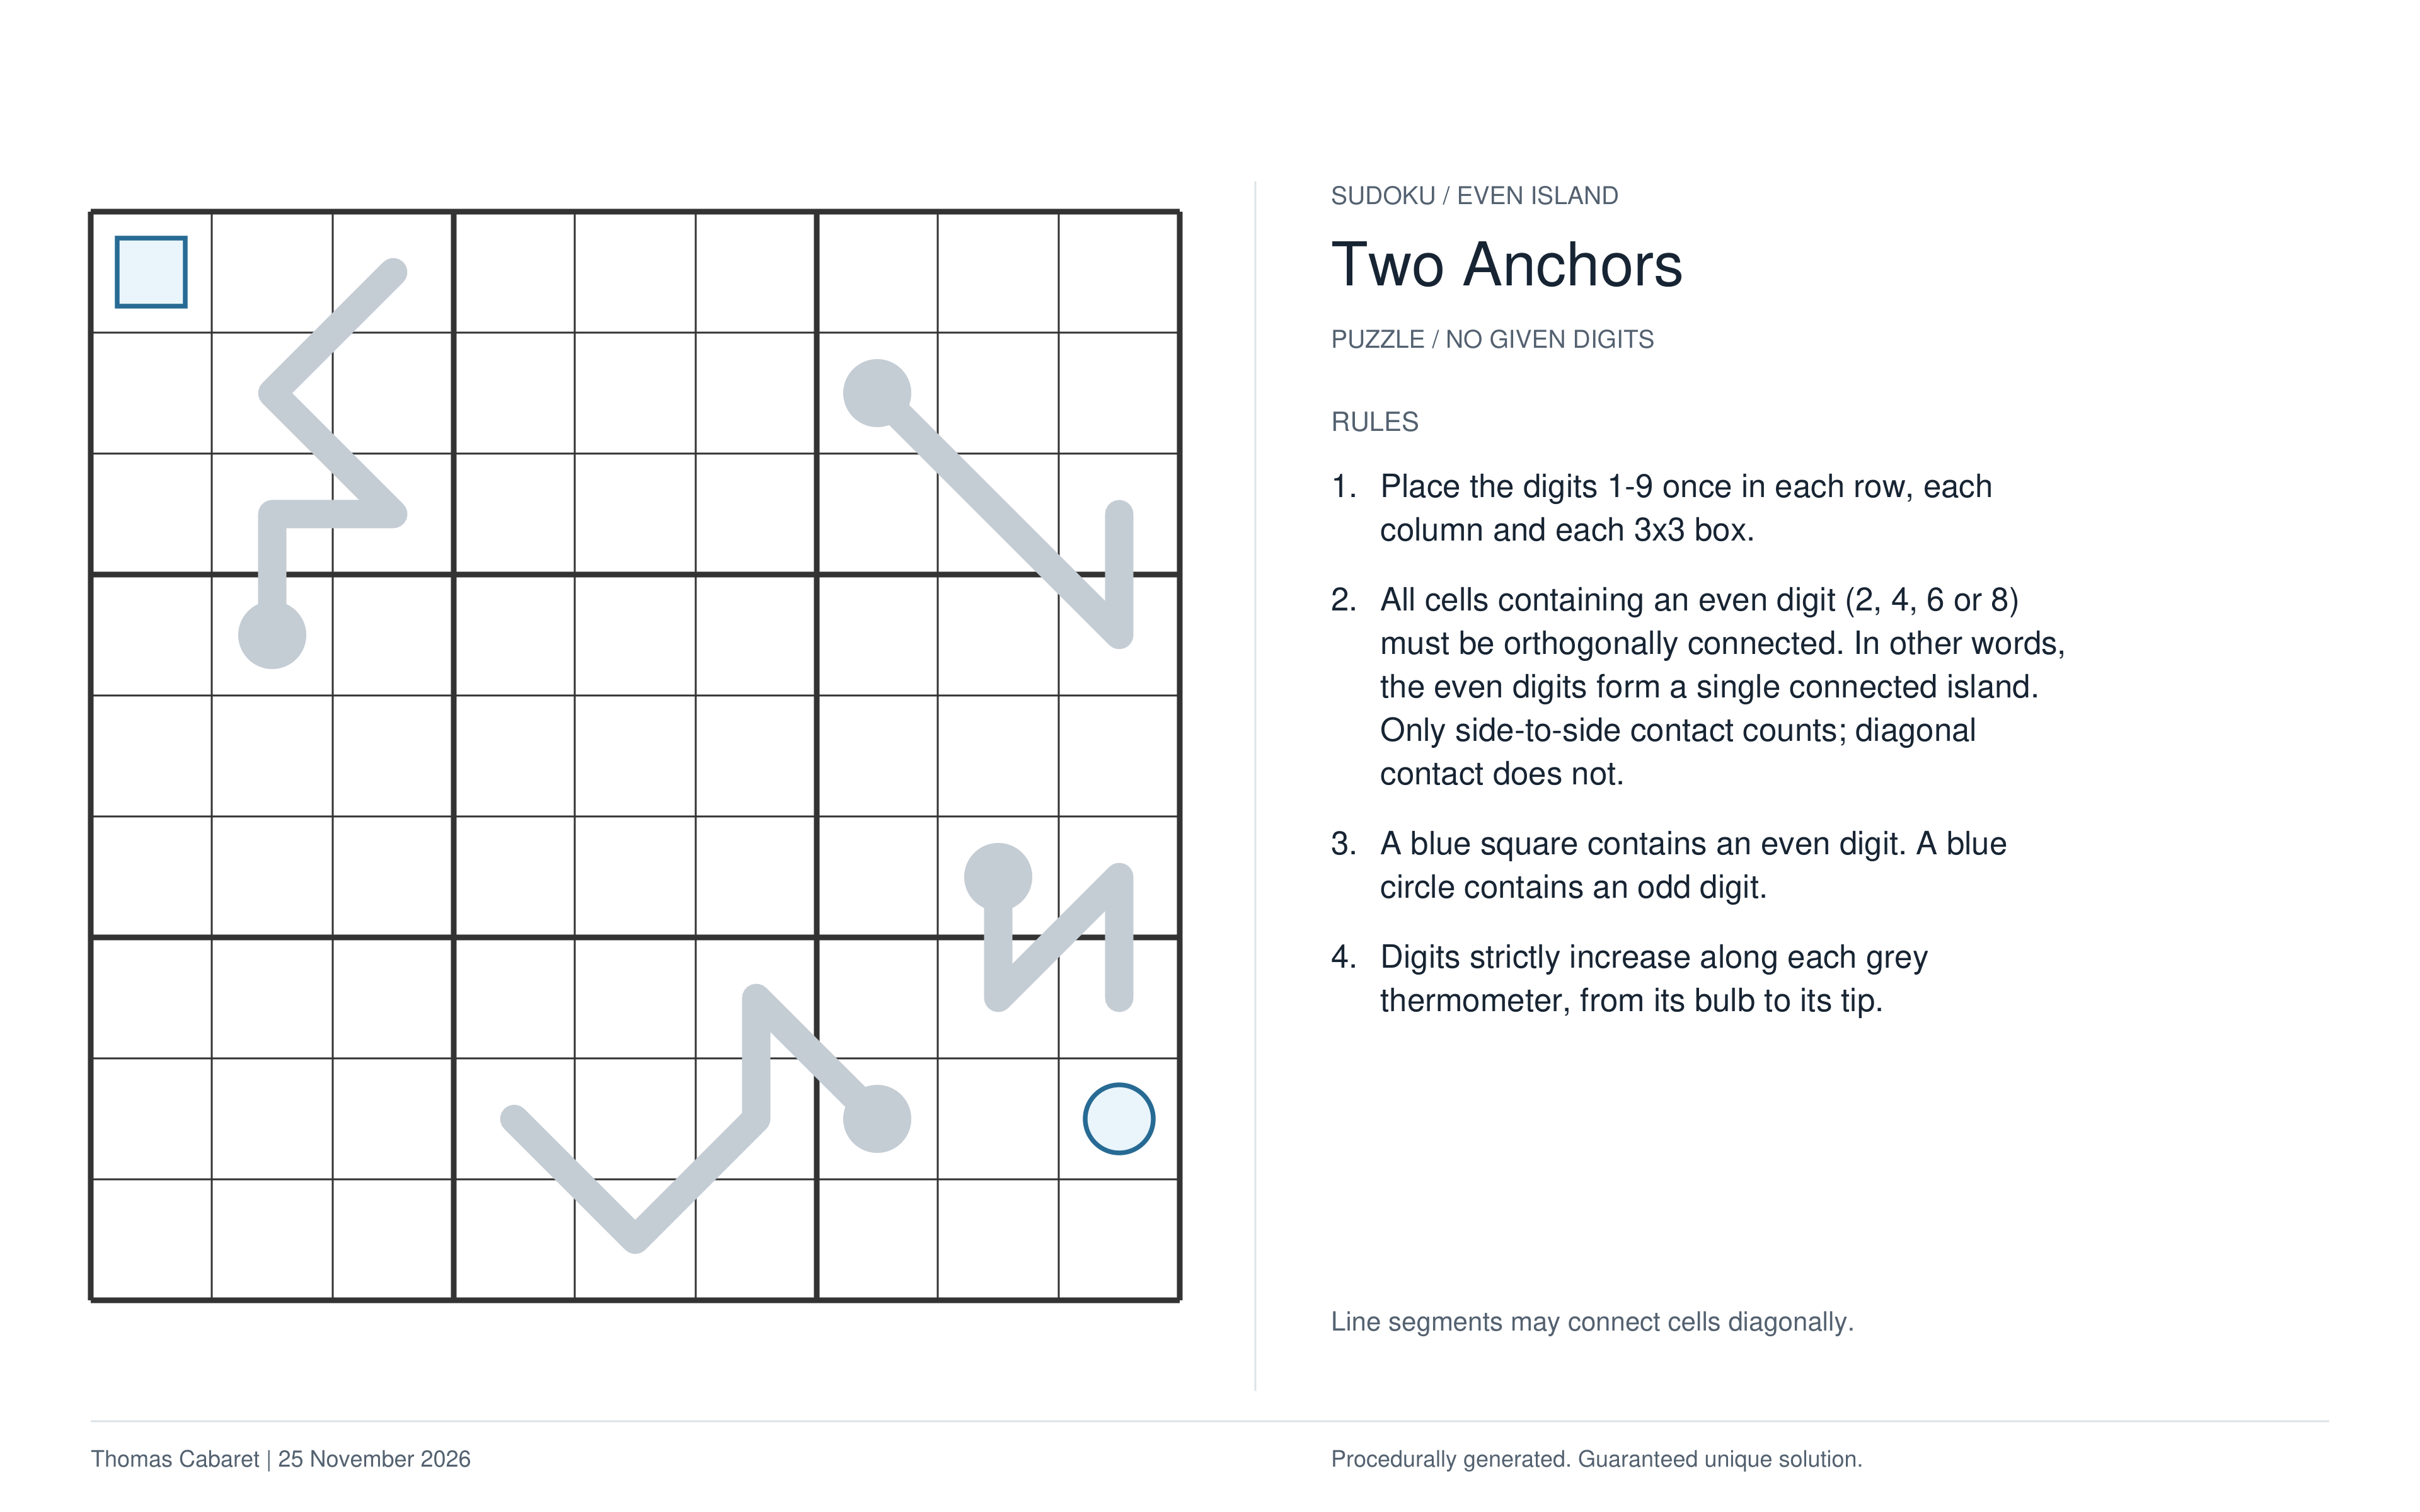 SUDOKU / EVEN ISLAND
Two Anchors
PUZZLE / NO GIVEN DIGITS
RULES
1. Place the digits 1-9 once in each row, each
column and each 3x3 box.
2. All cells containing an even digit (2, 4, 6 or 8)
must be orthogonally connected. In other words,
the even digits form a single connected island.
Only side-to-side contact counts; diagonal
contact does not.
3. A blue square contains an even digit. A blue
circle contains an odd digit.
4. Digits strictly increase along each grey
thermometer, from its bulb to its tip.
Line segments may connect cells diagonally.
Thomas Cabaret | 25 November 2026
Procedurally generated. Guaranteed unique solution.